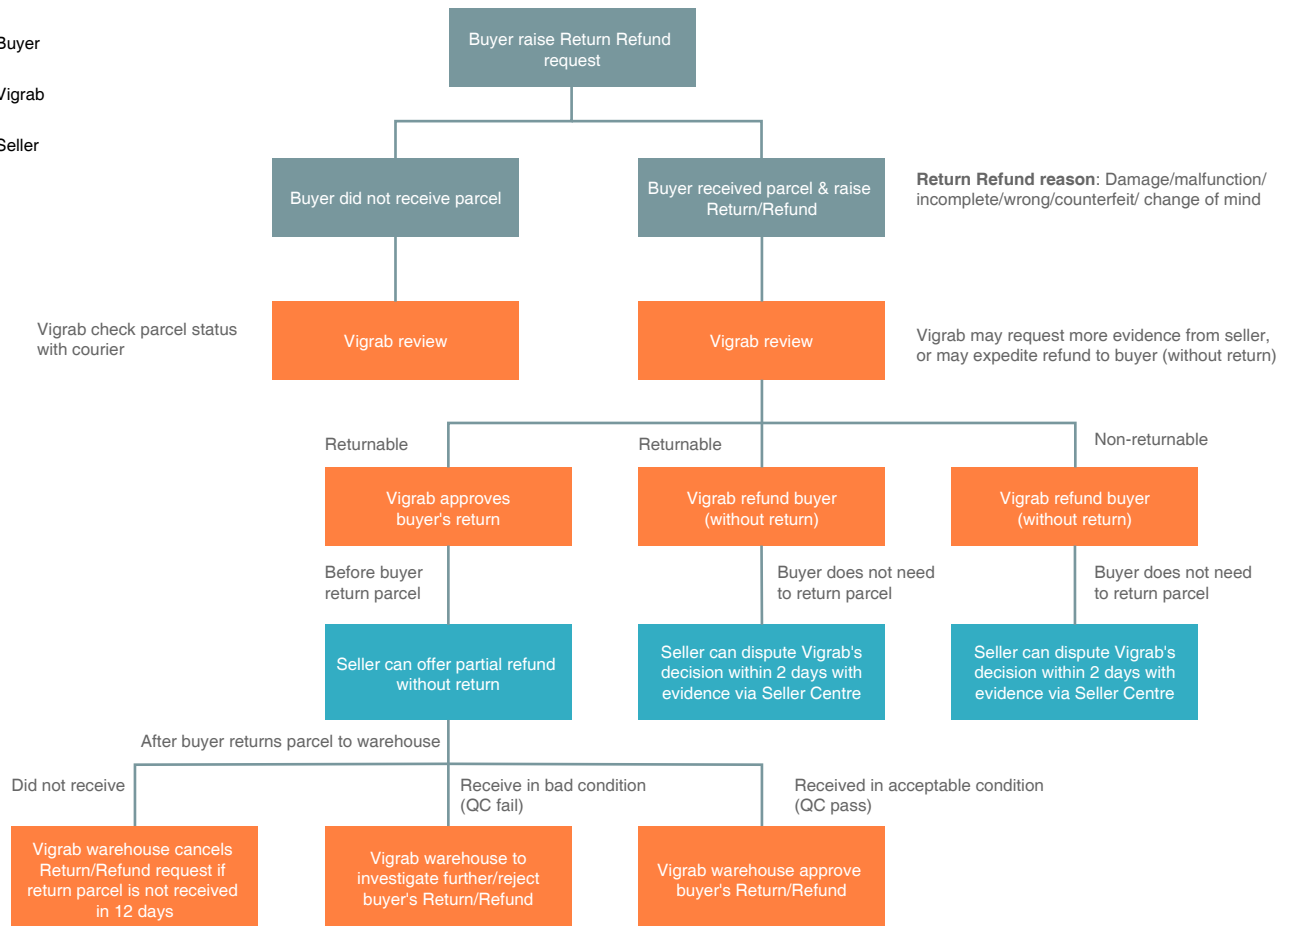 Buyer
Vigrab
Seller
Buyer raise Return Refund
request
Buyer did not receive parcel
Buyer received parcel & raise
Return/Refund
Return Refund reason: Damage/malfunction/
incomplete/wrong/counterfeit/ change of mind
Vigrab check parcel status
with courier
Vigrab review
Vigrab review
Vigrab may request more evidence from seller,
or may expedite refund to buyer (without return)
Returnable
Returnable
Non-returnable
Vigrab approves
buyer's return
Vigrab refund buyer
(without return)
Vigrab refund buyer
(without return)
Before buyer
return parcel
Buyer does not need
to return parcel
Buyer does not need
to return parcel
Seller can offer partial refund
without return
Seller can dispute Vigrab's
decision within 2 days with
evidence via Seller Centre
Seller can dispute Vigrab's
decision within 2 days with
evidence via Seller Centre
After buyer returns parcel to warehouse
Did not receive
Receive in bad condition
(QC fail)
Received in acceptable condition
(QC pass)
Vigrab warehouse cancels
Return/Refund request if
return parcel is not received
in 12 days
Vigrab warehouse to
investigate further/reject
buyer's Return/Refund
Vigrab warehouse approve
buyer's Return/Refund